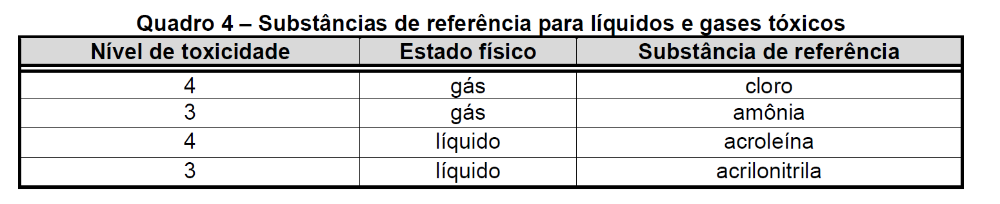 Quadro 4 – Substâncias de referência para líquidos e gases tóxicos
Nível de toxicidade Estado físico Substância de referência
4 gás cloro
3 gás amônia
4 líquido acroleína
3 líquido acrilonitrila